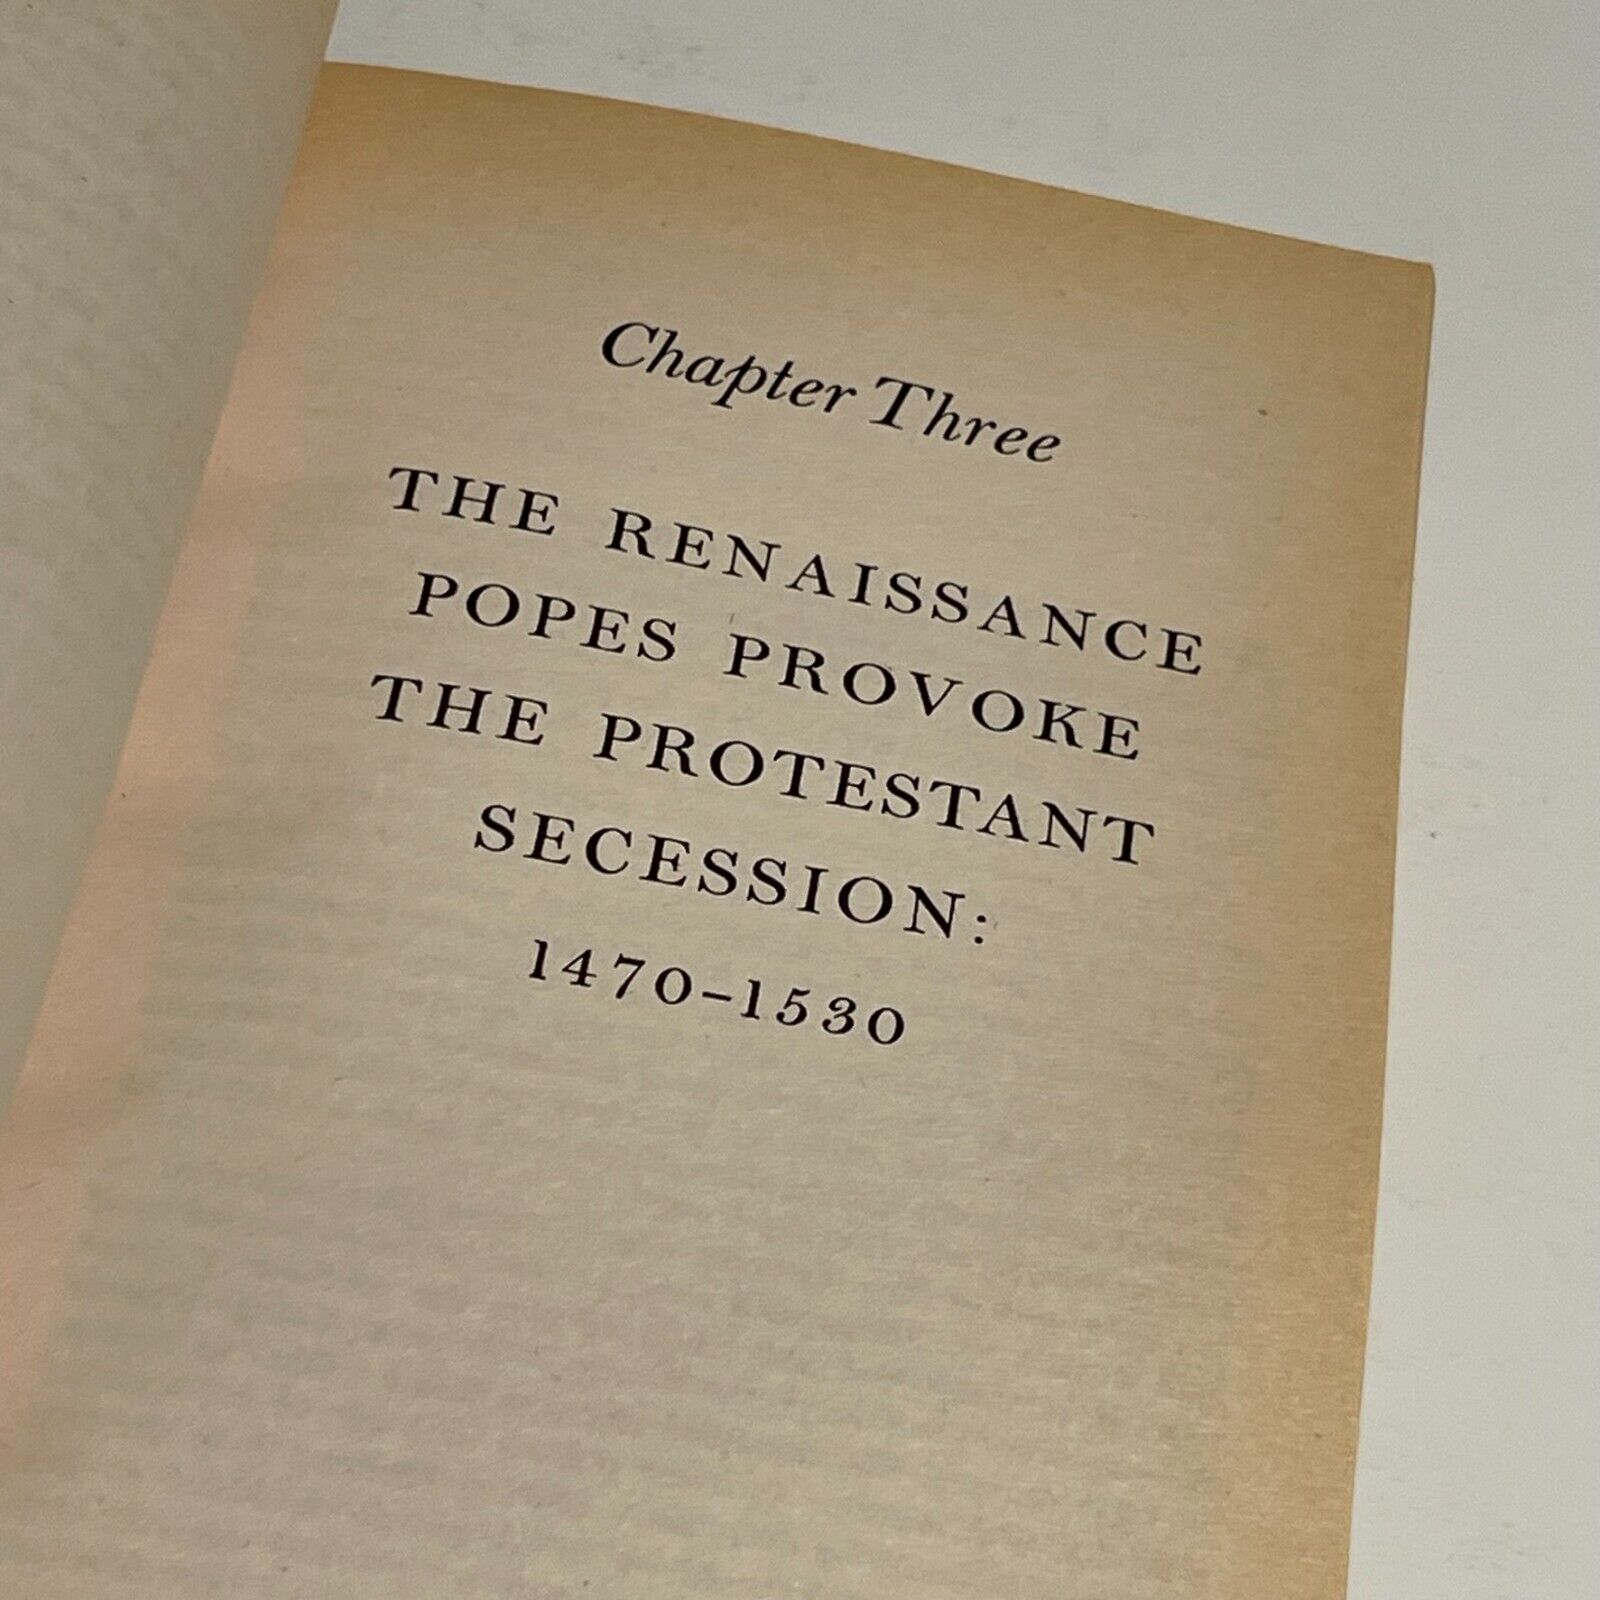 Chapter Three
THE RENAISSANCE
POPES PROVOKE
THE PROTESTANT
SECESSION:
1470–1530